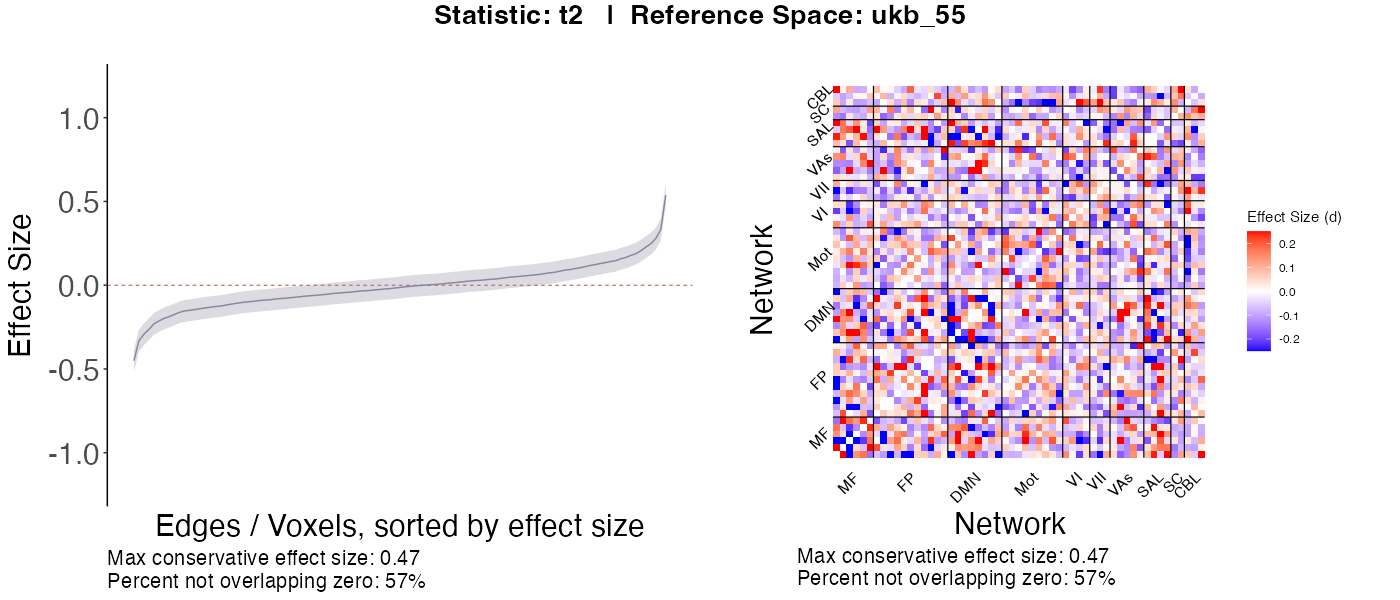 Statistic: t2 | Reference Space: ukb_55
Effect Size
1.0
0.5
0.0
-0.5
-1.0
Edges / Voxels, sorted by effect size
Max conservative effect size: 0.47
Percent not overlapping zero: 57%
Network
CBL
SC
SAL
VAs
VII
VI
Mot
DMN
FP
MF
MF
FP
DMN
Mot
VI
VII
VAs
SAL
SC
CBL
Network
Max conservative effect size: 0.47
Percent not overlapping zero: 57%
Effect Size (d)
0.2
0.1
0.0
-0.1
-0.2